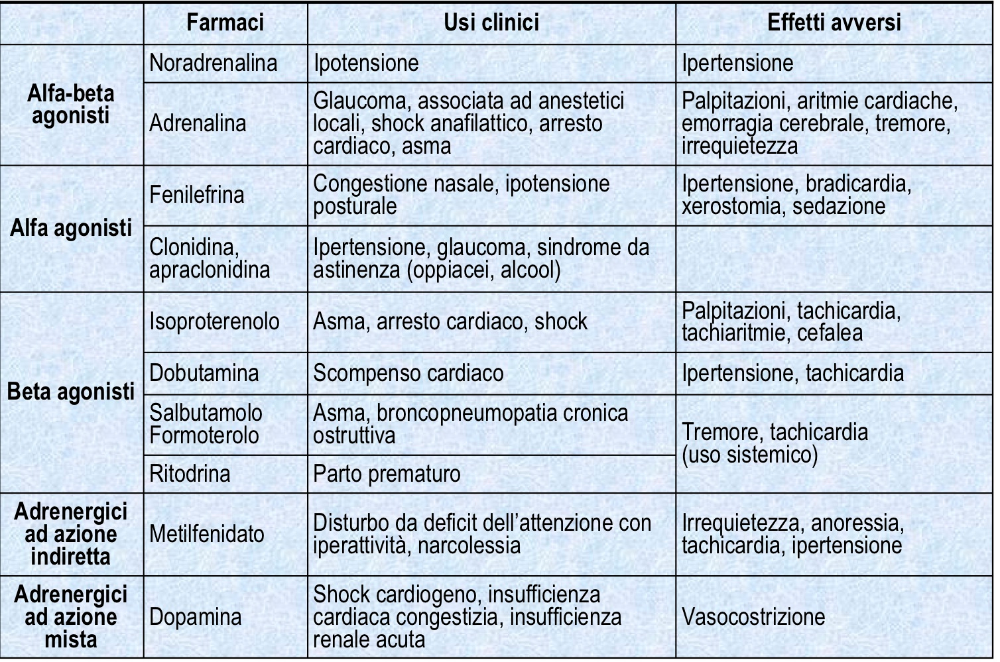 Farmaci Usi clinici Effetti avversi
Alfa-beta
agonisti
Noradrenalina Ipotensione Ipertensione
Adrenalina
Glaucoma, associata ad anestetici
locali, shock anafilattico, arresto
cardiaco, asma
Palpitazioni, aritmie cardiache,
emorragia cerebrale, tremore,
irrequietezza
Alfa agonisti
Fenilefrina
Congestione nasale, ipotensione
posturale
Ipertensione, bradicardia,
xerostomia, sedazione
Clonidina,
apraclonidina
Ipertensione, glaucoma, sindrome da
astinenza (oppiacei, alcool)
Beta agonisti
Isoproterenolo
Asma, arresto cardiaco, shock
Palpitazioni, tachicardia,
tachiaritmie, cefalea
Dobutamina Scompenso cardiaco Ipertensione, tachicardia
Salbutamolo
Formoterolo
Asma, broncopneumopatia cronica
ostruttiva
Tremore, tachicardia
(uso sistemico)
Ritodrina Parto prematuro
Adrenergici
ad azione
indiretta
Metilfenidato
Disturbo da deficit dell’attenzione con
iperattività, narcolessia
Irrequietezza, anoressia,
tachicardia, ipertensione
Adrenergici
ad azione
mista
Dopamina
Shock cardiogeno, insufficienza
cardiaca congestizia, insufficienza
renale acuta
Vasocostrizione